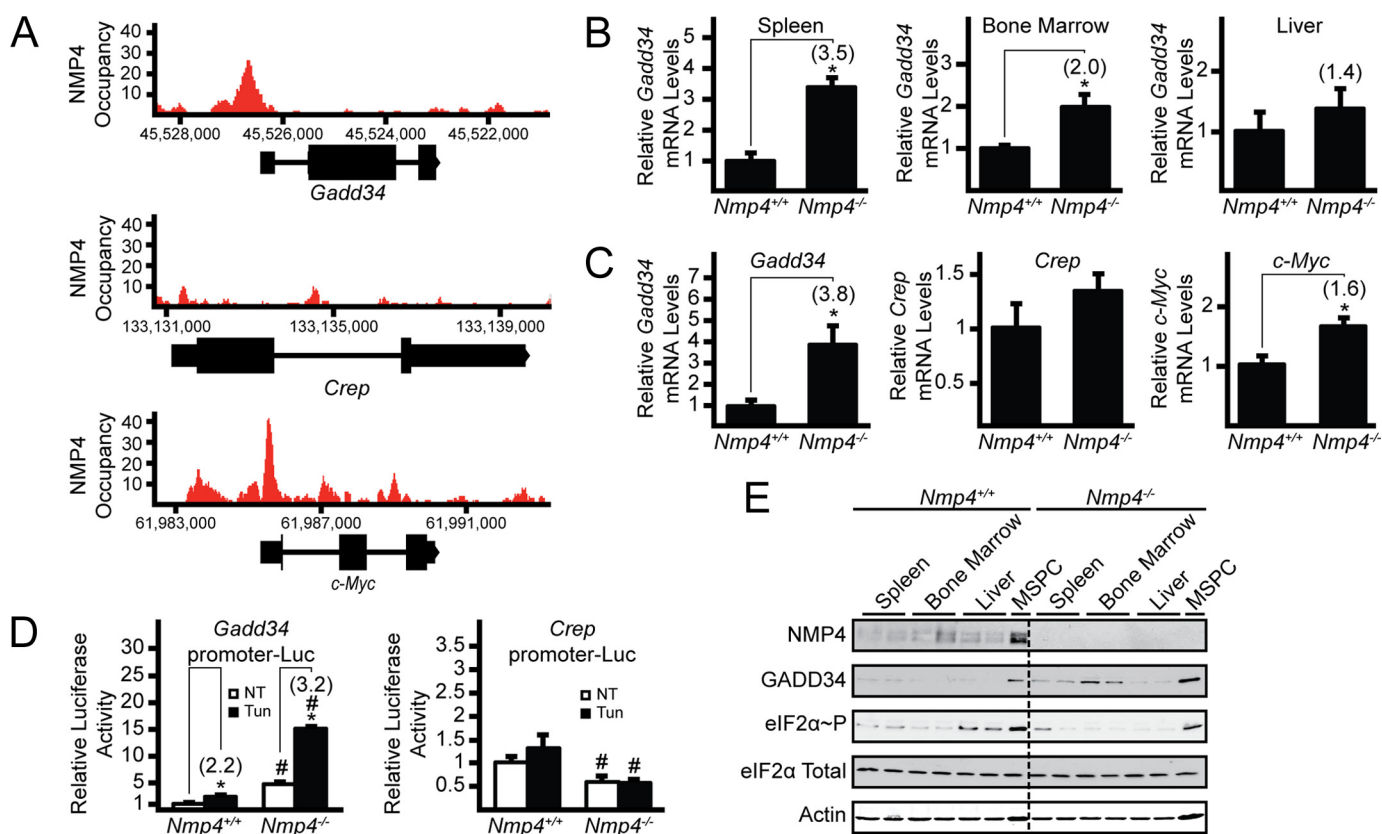 A
NMP4
Occupancy
40
30
20
10
45,528,000 45,526,000 45,524,000 45,522,000
Gadd34
NMP4
Occupancy
40
30
20
10
133,131,000 133,135,000 133,139,000
Crep
NMP4
Occupancy
40
30
20
10
61,983,000 61,987,000 61,991,000
c-Myc
B
Relative Gadd34
mRNA Levels
Spleen
5
4
3
2
1
(3.5)
*
Nmp4+/+ Nmp4-/-
Relative Gadd34
mRNA Levels
Bone Marrow
3
2
1
(2.0)
*
Nmp4+/+ Nmp4-/-
Relative Gadd34
mRNA Levels
Liver
2
1
(1.4)
Nmp4+/+ Nmp4-/-
C
Relative Gadd34
mRNA Levels
Gadd34
7
6
5
4
3
2
1
(3.8)
*
Nmp4+/+ Nmp4-/-
Relative Crep
mRNA Levels
Crep
1.5
1
0.5
Nmp4+/+ Nmp4-/-
Relative c-Myc
mRNA Levels
c-Myc
2
1
(1.6)
*
Nmp4+/+ Nmp4-/-
D
Relative Luciferase
Activity
Gadd34
promoter-Luc
30
25
20
15
10
5
1
NT
Tun
(2.2)
*
#
(3.2)
#
*
Nmp4+/+ Nmp4-/-
Relative Luciferase
Activity
Crep
promoter-Luc
3.5
3
2.5
2
1.5
1
0.5
NT
Tun
# #
Nmp4+/+ Nmp4-/-
E
Nmp4+/+ Nmp4-/-
Spleen Bone Marrow Liver MSPC Spleen Bone Marrow Liver MSPC
NMP4
GADD34
eIF2α~P
eIF2α Total
Actin